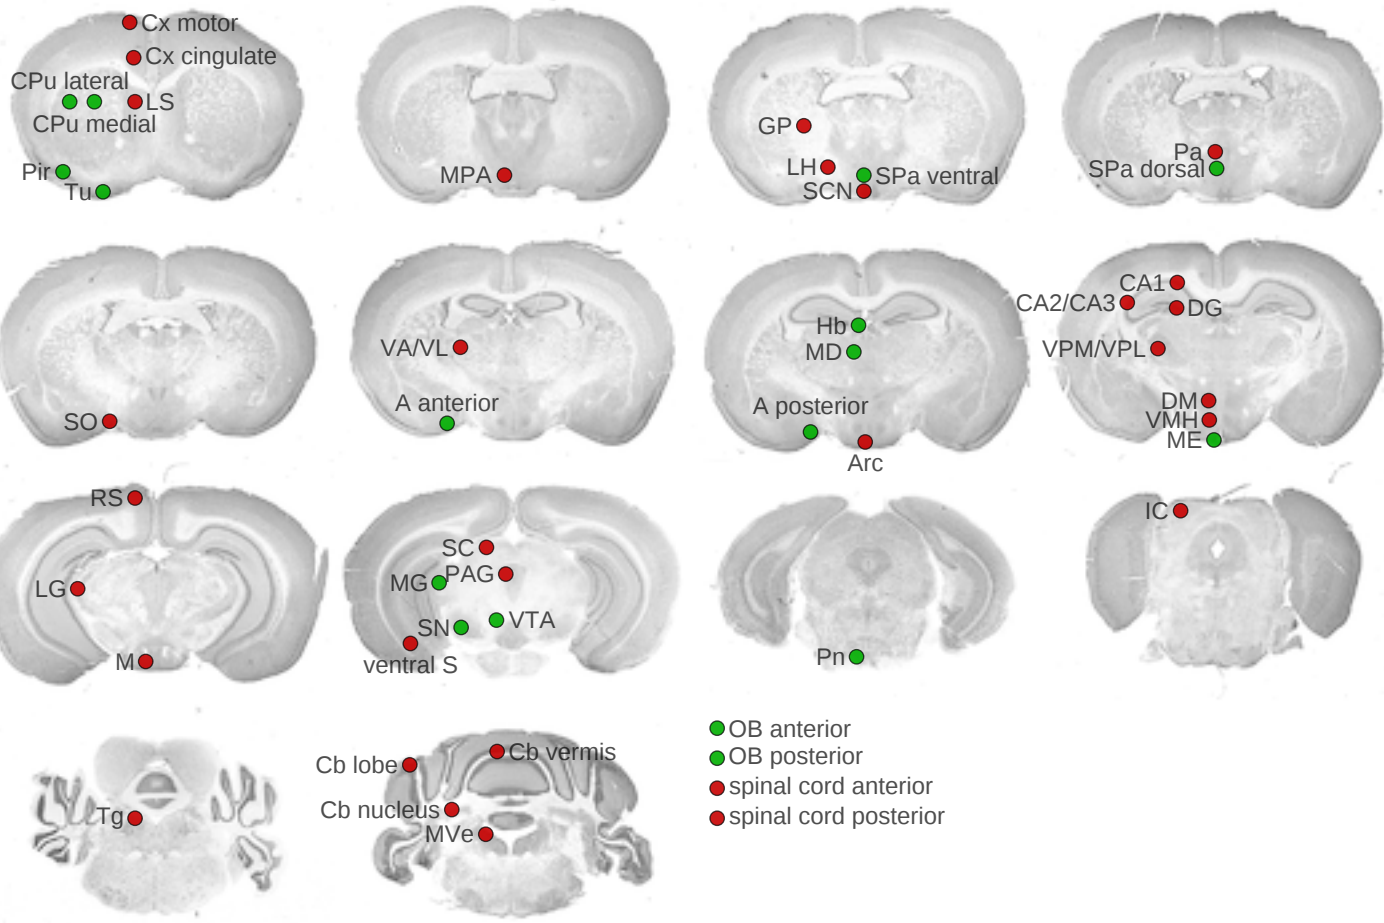 Cx motor
Cx cingulate
CPu lateral
LS
CPu medial
Pir
Tu
MPA
GP
LH
SPa ventral
SCN
Pa
SPa dorsal
SO
VA/VL
A anterior
Hb
MD
A posterior
Arc
CA1
CA2/CA3
DG
VPM/VPL
DM
VMH
ME
RS
LG
M
SC
MG
PAG
SN
VTA
ventral S
Pn
IC
Tg
Cb lobe
Cb vermis
Cb nucleus
MVe
OB anterior
OB posterior
spinal cord anterior
spinal cord posterior